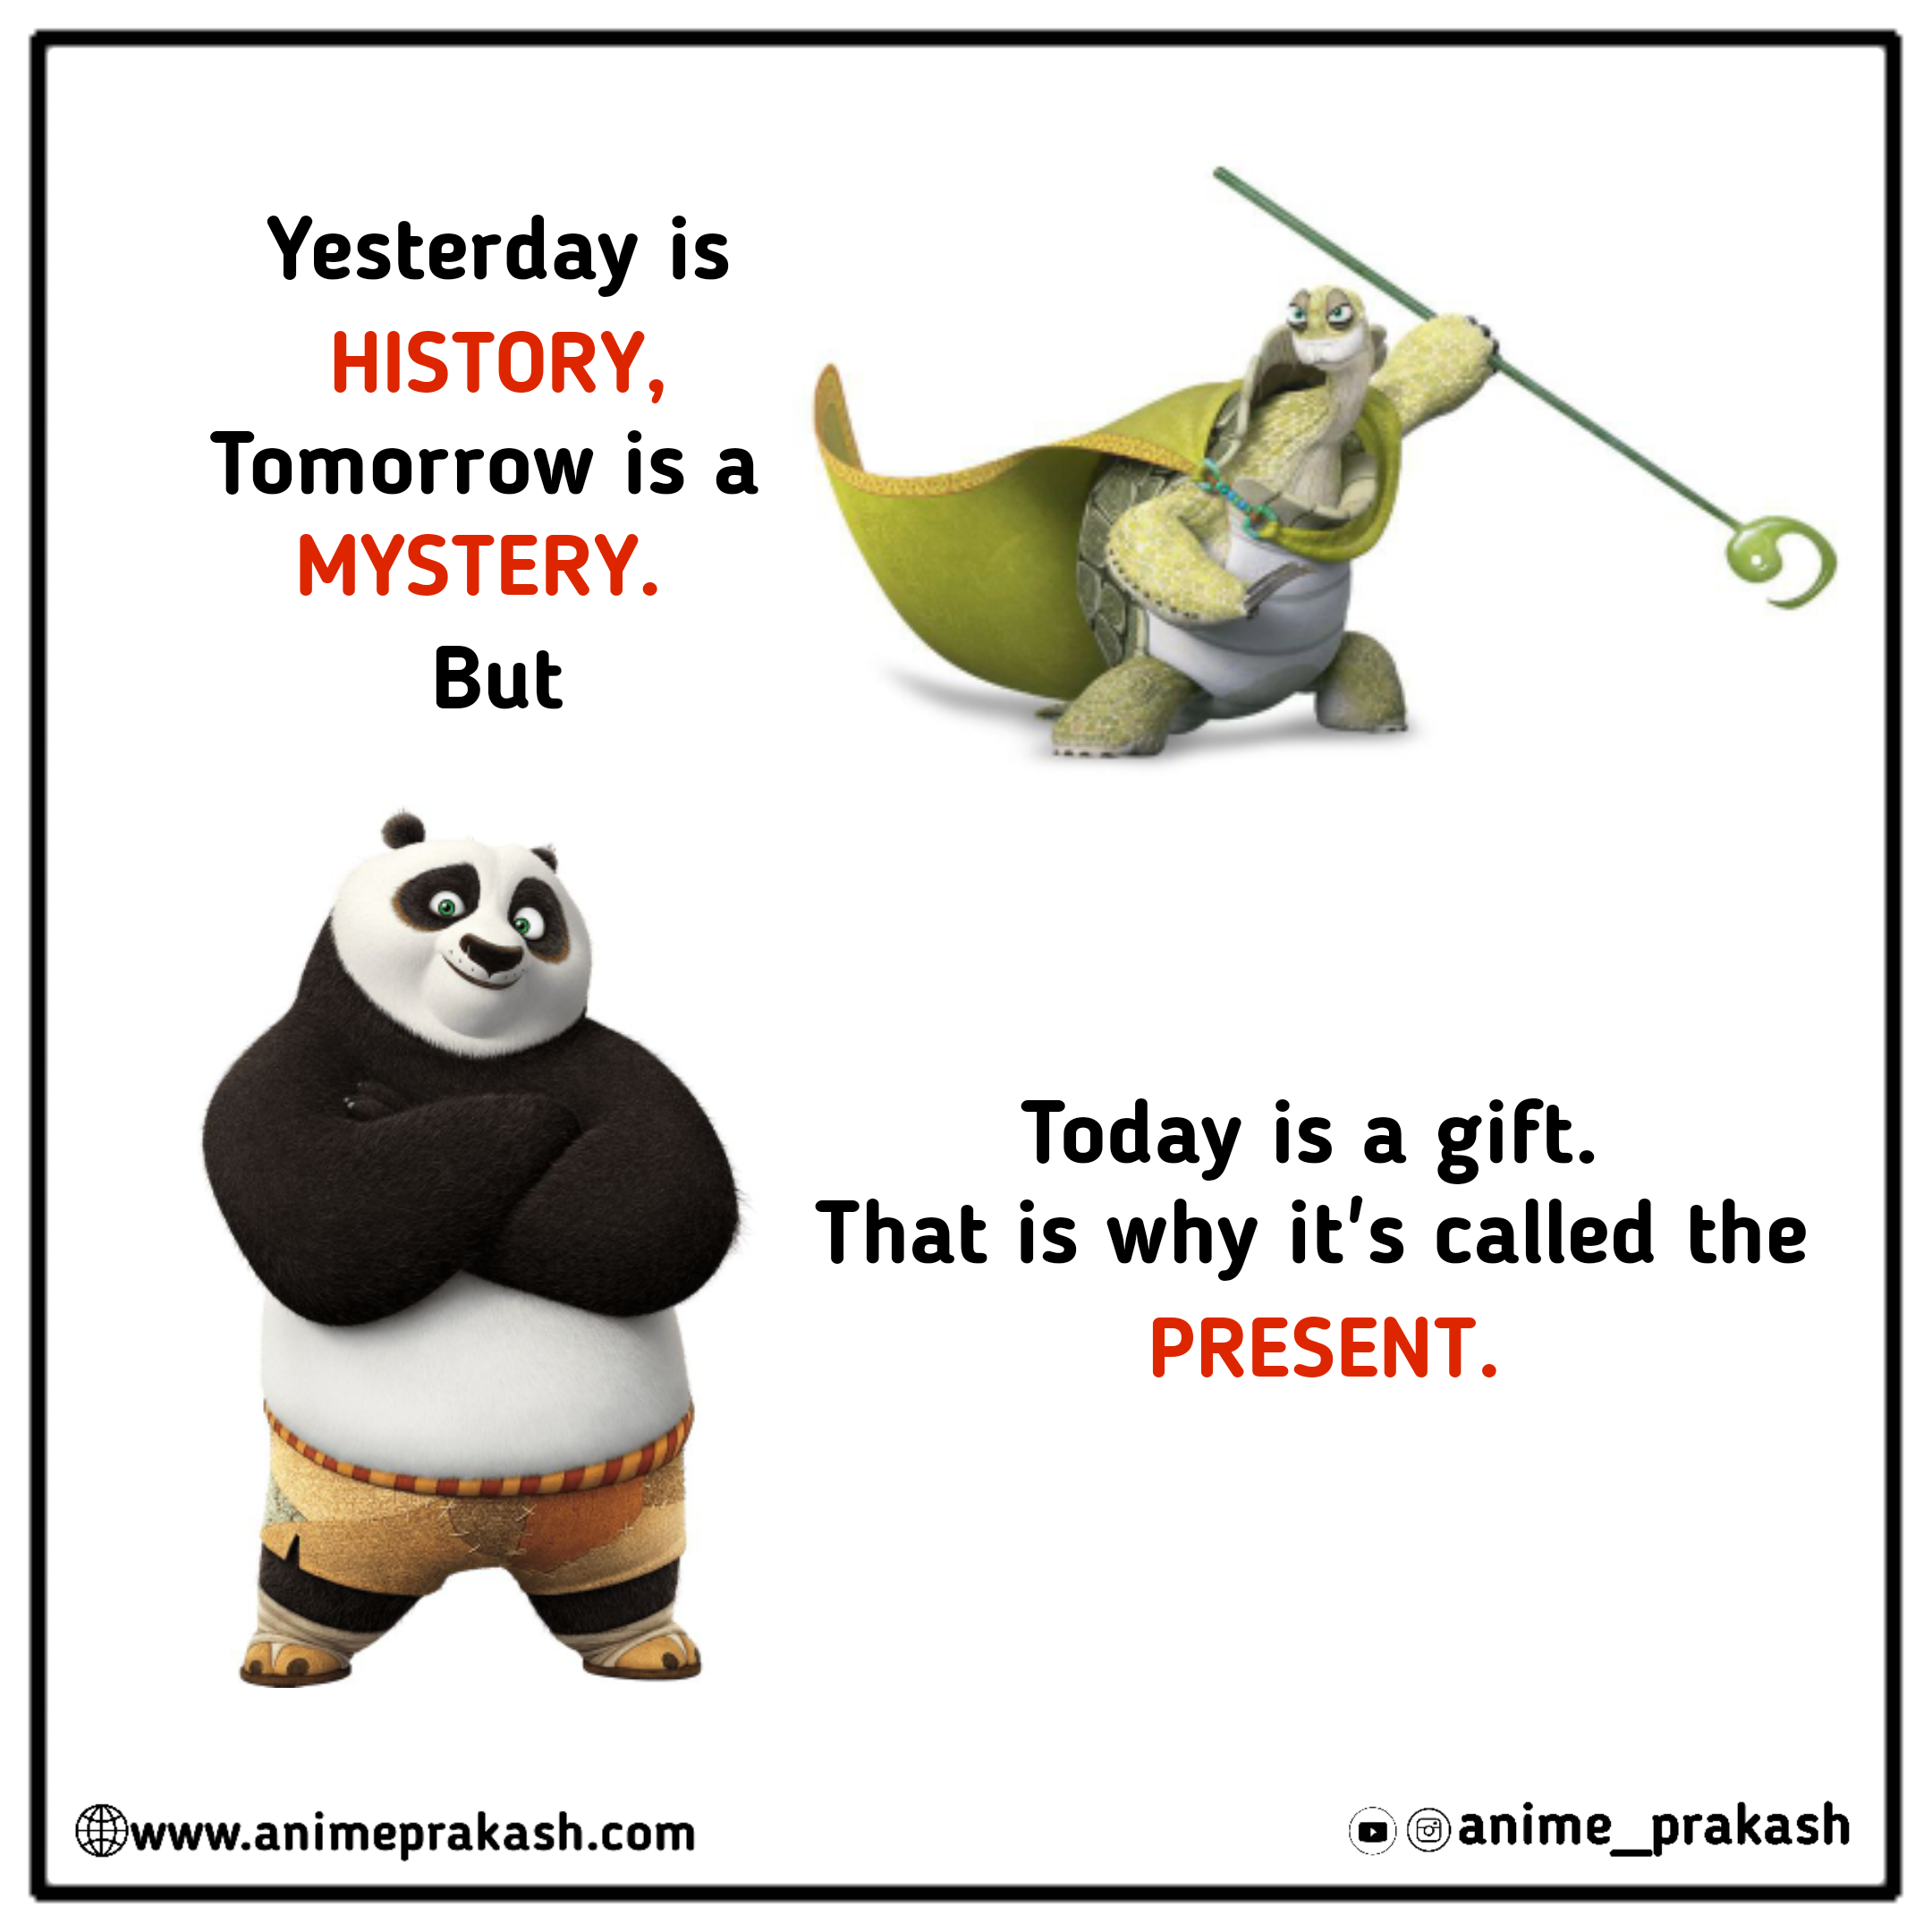 Yesterday is
HISTORY,
Tomorrow is a
MYSTERY.
But
Today is a gift.
That is why it's called the
PRESENT.
www.animeprakash.com
anime_prakash